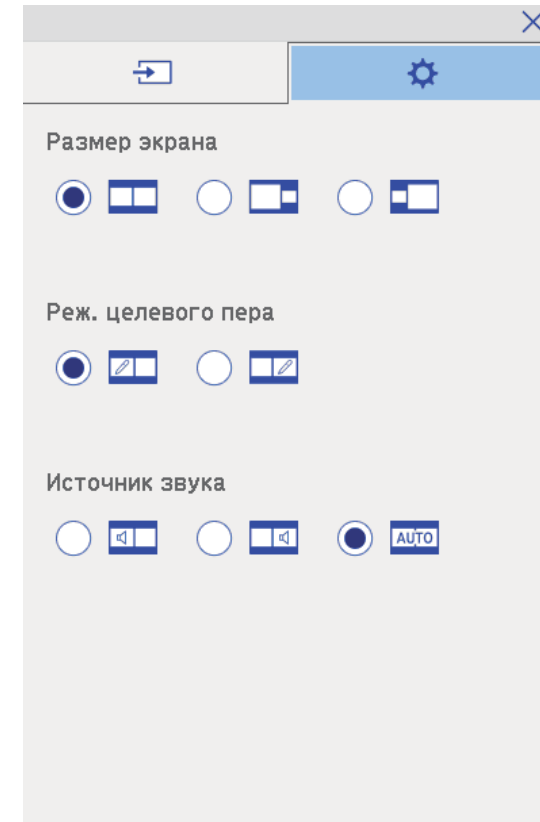 Размер экрана
Реж. целевого пера
Источник звука
AUTO